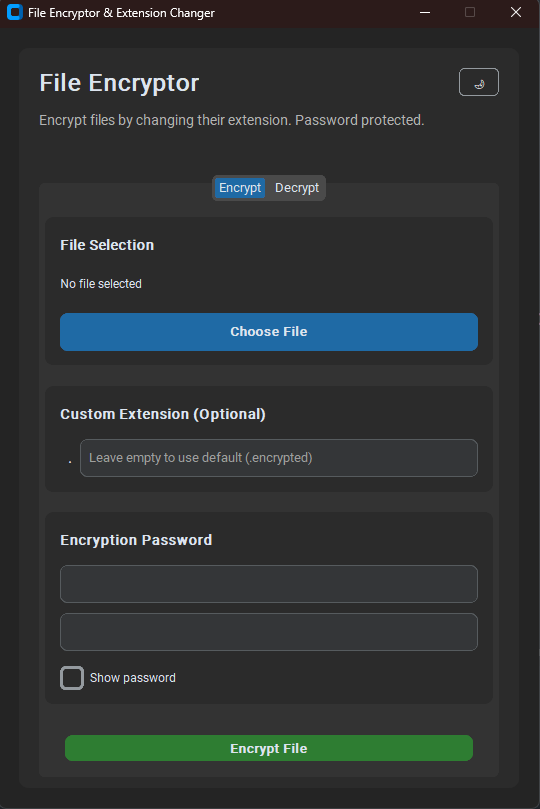 File Encryptor & Extension Changer
File Encryptor
Encrypt files by changing their extension. Password protected.
Encrypt Decrypt
File Selection
No file selected
Choose File
Custom Extension (Optional)
. Leave empty to use default (.encrypted)
Encryption Password
Show password
Encrypt File